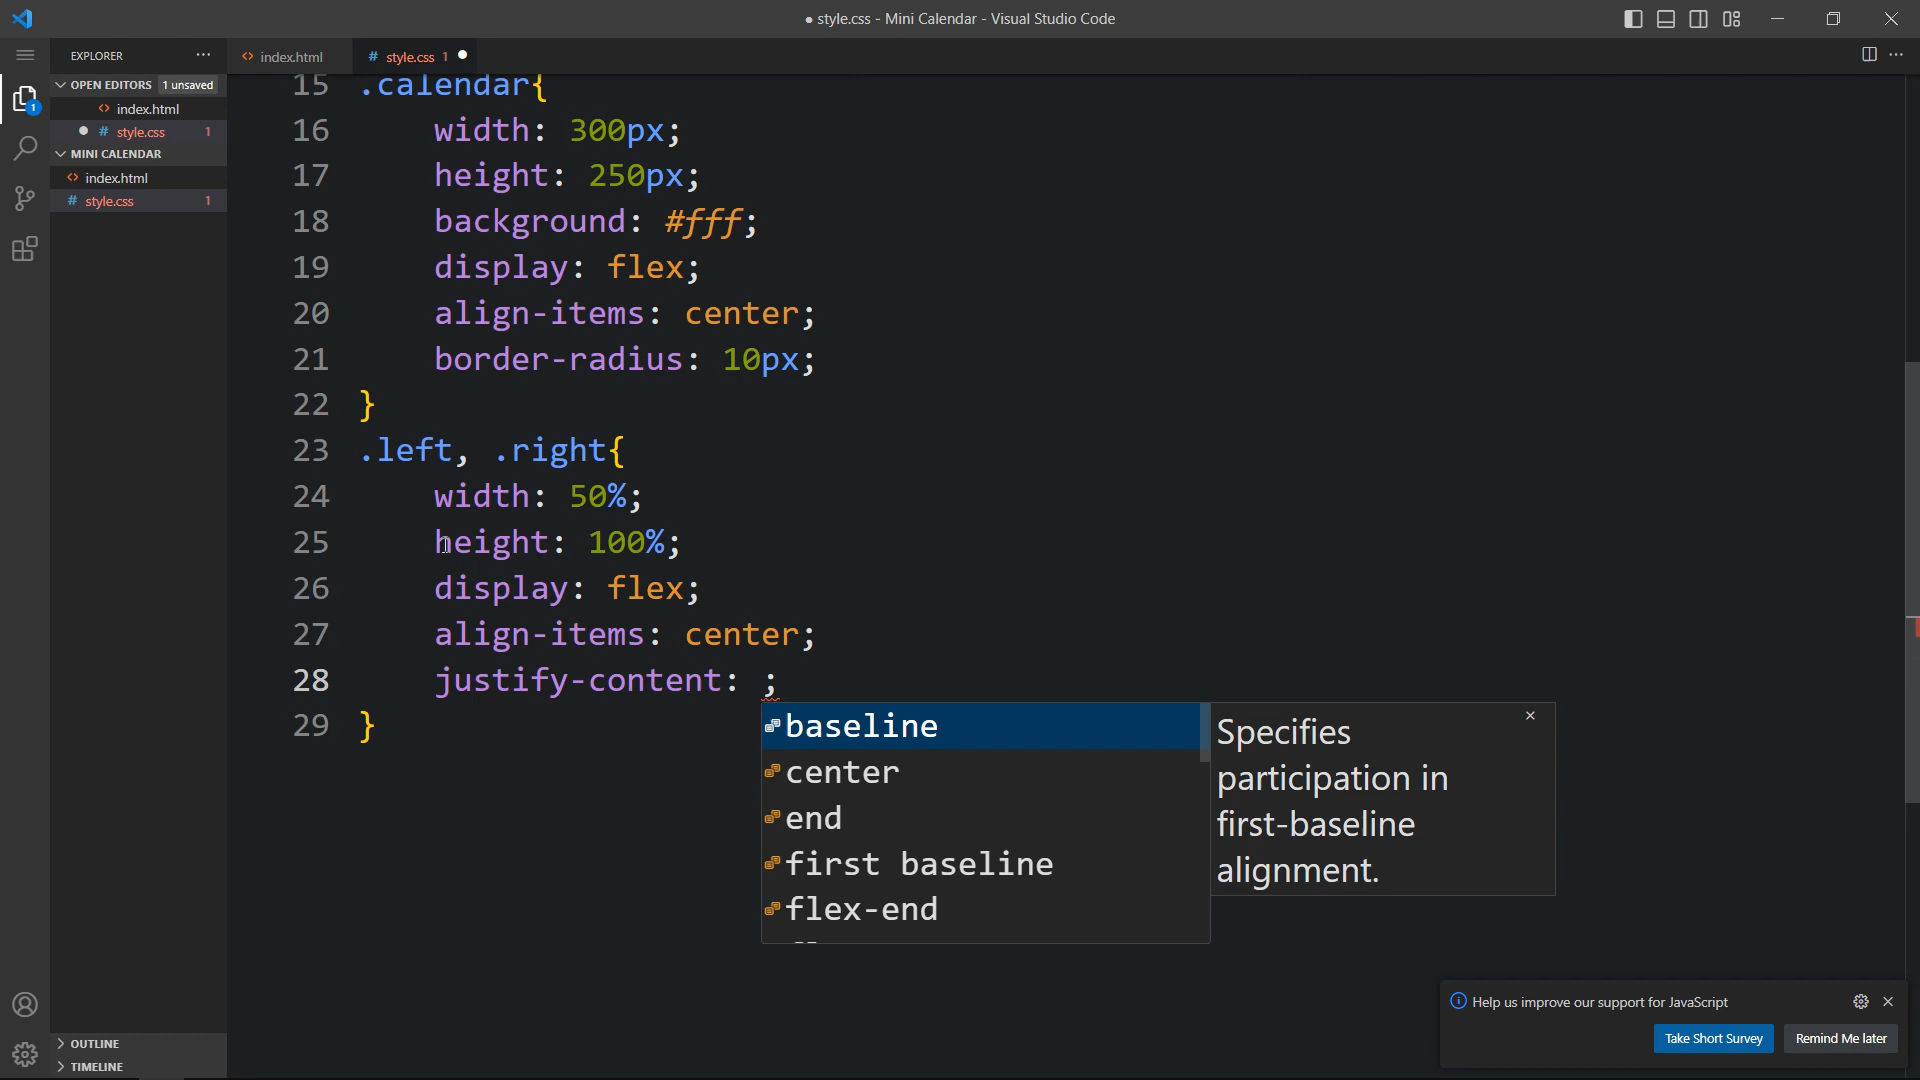 ● style.css - Mini Calendar - Visual Studio Code
EXPLORER
index.html
style.css 1
OPEN EDITORS 1 unsaved
index.html
style.css 1
MINI CALENDAR
index.html
style.css 1
1
15 .calendar{
16 width: 300px;
17 height: 250px;
18 background: #fff;
19 display: flex;
20 align-items: center;
21 border-radius: 10px;
22 }
23 .left, .right{
24 width: 50%;
25 height: 100%;
26 display: flex;
27 align-items: center;
28 justify-content: ;
29 }
baseline
center
end
first baseline
flex-end
Specifies
participation in
first-baseline
alignment.
Help us improve our support for JavaScript
Take Short Survey Remind Me later
OUTLINE
TIMELINE